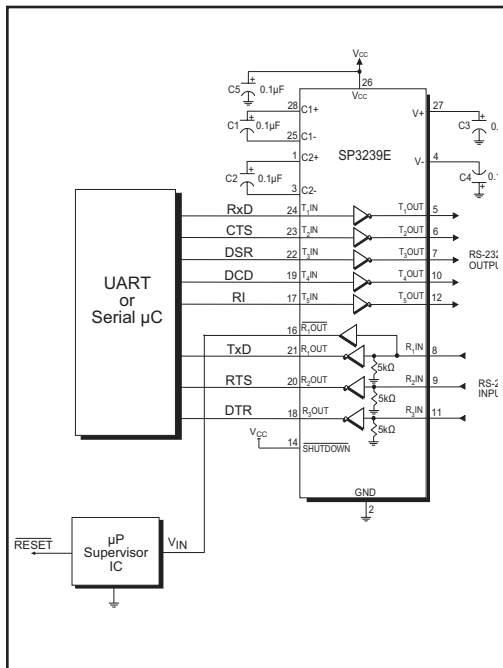 VCC
C5 + 0.1µF
26
VCC
28 C1+
C1 + 0.1µF
25 C1-
1 C2+
C2 + 0.1µF
3 C2-
SP3239E
V+ 27
C3 +
V- 4
C4 +
RxD 24 T1IN T1OUT 5
CTS 23 T2IN T2OUT 6
DSR 22 T3IN T3OUT 7
DCD 19 T4IN T4OUT 10
RI 17 T5IN T5OUT 12
OUTPU
UART
or
Serial µC
16 R1OUT
TxD 21 R1OUT R1IN 8
5kΩ
RTS 20 R2OUT R2IN 9
5kΩ
DTR 18 R3OUT R3IN 11
5kΩ
INPU
VCC
14 SHUTDOWN
GND
2
RESET
µP
Supervisor
IC
VIN